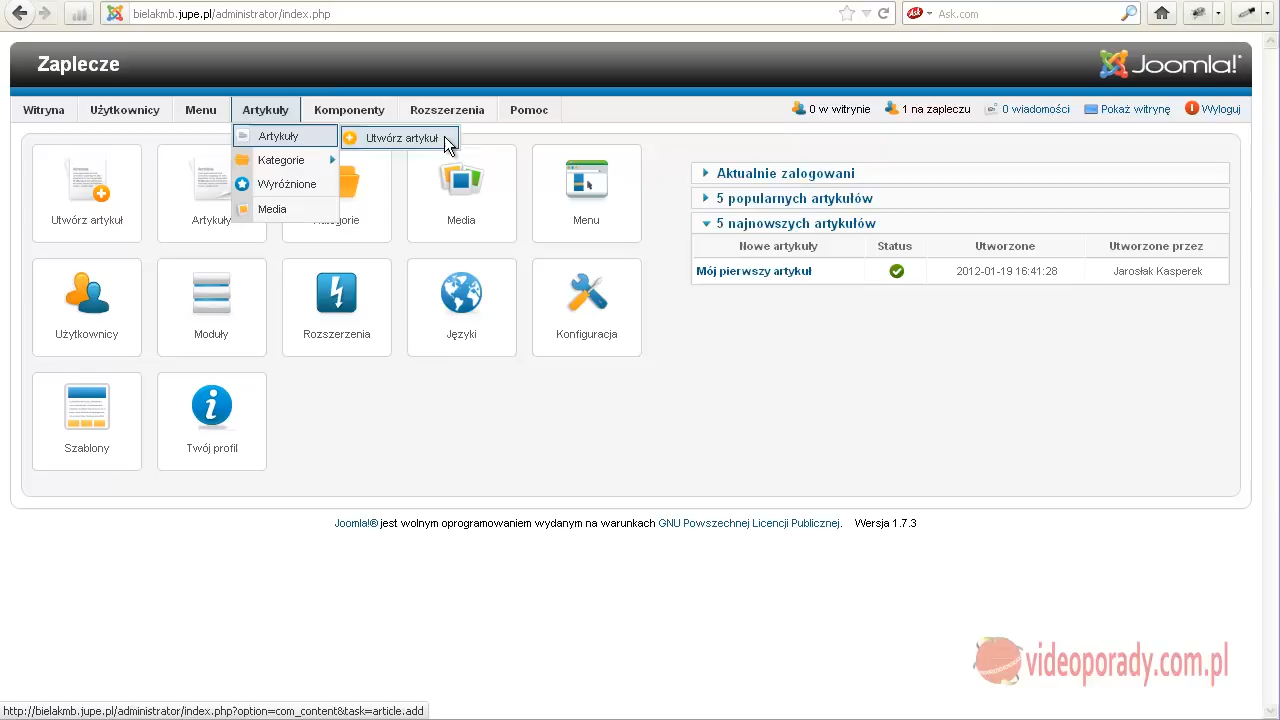 bielakmb.jupe.pl/administrator/index.php
Ask.com
Zaplecze
Joomla!
Witryna Użytkownicy Menu Artykuły Komponenty Rozszerzenia Pomoc
0 w witrynie 1 na zapleczu 0 wiadomości Pokaż witrynę Wyloguj
Artykuły
Utwórz artykuł
Kategorie
Wyróżnione
Media
Utwórz artykuł
Media
Menu
Użytkownicy
Moduły
Rozszerzenia
Języki
Konfiguracja
Szablony
Twój profil
Aktualnie zalogowani
5 popularnych artykułów
5 najnowszych artykułów
Nowe artykuły Status Utworzone Utworzone przez
Mój pierwszy artykuł 2012-01-19 16:41:28 Jarosłak Kasperek
Joomla!® jest wolnym oprogramowaniem wydanym na warunkach GNU Powszechnej Licencji Publicznej. Wersja 1.7.3
videoporady.com.pl
http://bielakmb.jupe.pl/administrator/index.php?option=com_content&task=article.add